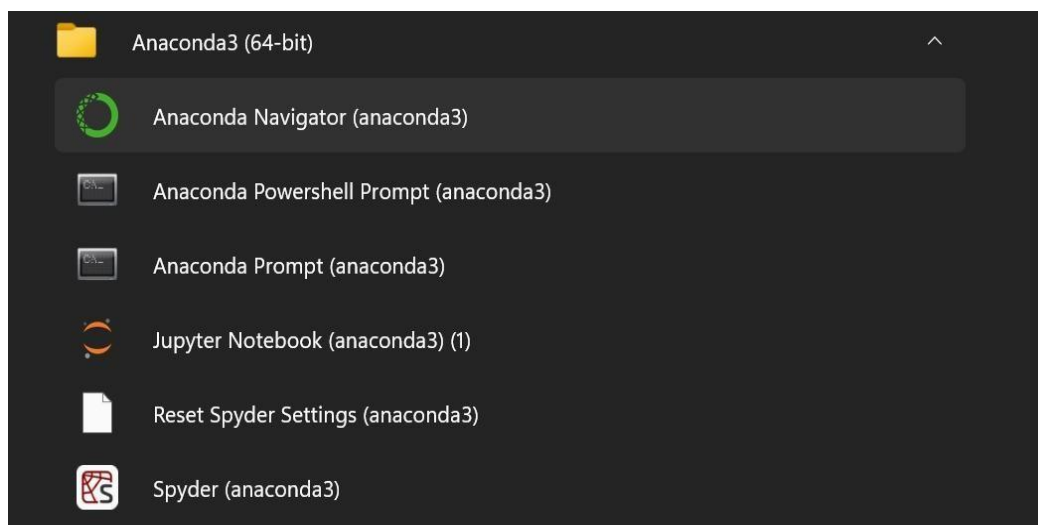 Anaconda3 (64-bit)
Anaconda Navigator (anaconda3)
Anaconda Powershell Prompt (anaconda3)
Anaconda Prompt (anaconda3)
Jupyter Notebook (anaconda3) (1)
Reset Spyder Settings (anaconda3)
Spyder (anaconda3)